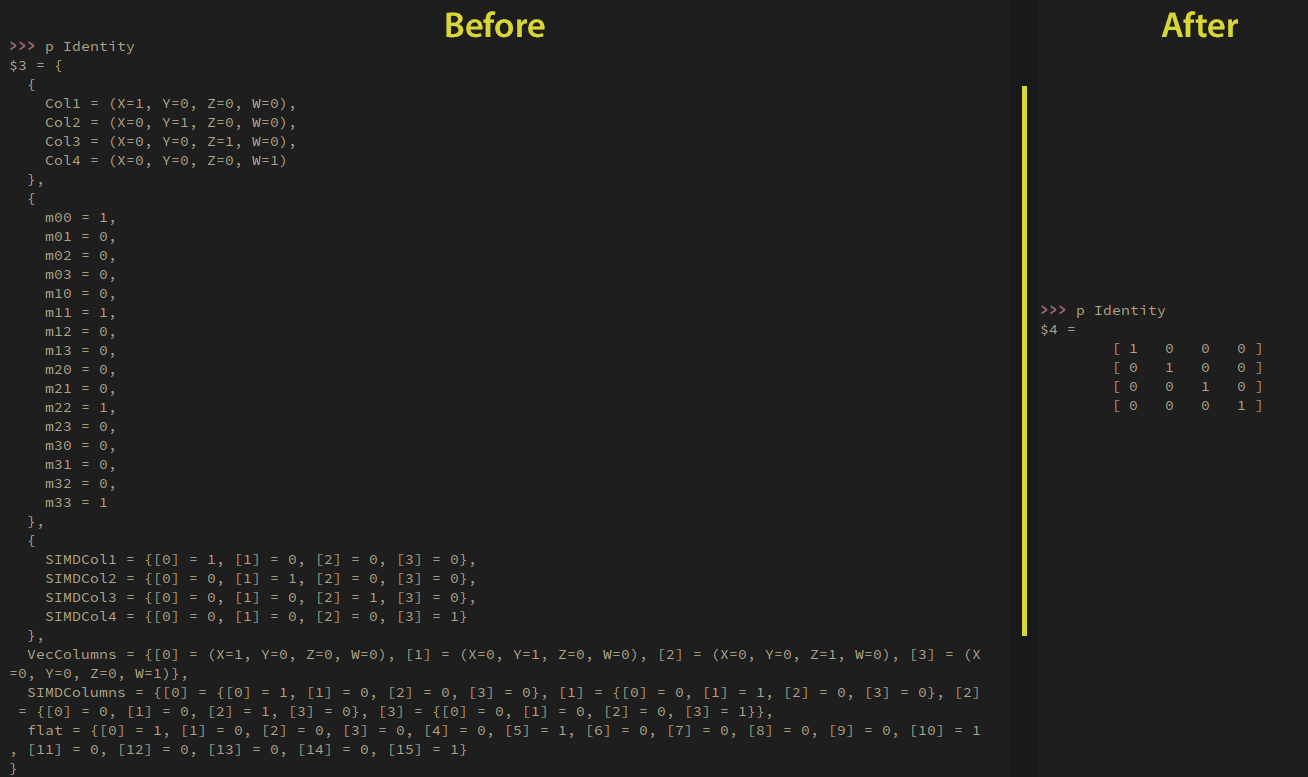 Before
>>> p Identity
$3 = {
  {
    Col1 = (X=1, Y=0, Z=0, W=0),
    Col2 = (X=0, Y=1, Z=0, W=0),
    Col3 = (X=0, Y=0, Z=1, W=0),
    Col4 = (X=0, Y=0, Z=0, W=1)
  },
  {
    m00 = 1,
    m01 = 0,
    m02 = 0,
    m03 = 0,
    m10 = 0,
    m11 = 1,
    m12 = 0,
    m13 = 0,
    m20 = 0,
    m21 = 0,
    m22 = 1,
    m23 = 0,
    m30 = 0,
    m31 = 0,
    m32 = 0,
    m33 = 1
  },
  {
    SIMDCol1 = {[0] = 1, [1] = 0, [2] = 0, [3] = 0},
    SIMDCol2 = {[0] = 0, [1] = 1, [2] = 0, [3] = 0},
    SIMDCol3 = {[0] = 0, [1] = 0, [2] = 1, [3] = 0},
    SIMDCol4 = {[0] = 0, [1] = 0, [2] = 0, [3] = 1}
  },
  VecColumns = {[0] = (X=1, Y=0, Z=0, W=0), [1] = (X=0, Y=1, Z=0, W=0), [2] = (X=0, Y=0, Z=1, W=0), [3] = (X
=0, Y=0, Z=0, W=1)},
  SIMDColumns = {[0] = {[0] = 1, [1] = 0, [2] = 0, [3] = 0}, [1] = {[0] = 0, [1] = 1, [2] = 0, [3] = 0}, [2]
 = {[0] = 0, [1] = 0, [2] = 1, [3] = 0}, [3] = {[0] = 0, [1] = 0, [2] = 0, [3] = 1}},
  flat = {[0] = 1, [1] = 0, [2] = 0, [3] = 0, [4] = 0, [5] = 1, [6] = 0, [7] = 0, [8] = 0, [9] = 0, [10] = 1
, [11] = 0, [12] = 0, [13] = 0, [14] = 0, [15] = 1}
}
After
>>> p Identity
$4 =
        [ 1   0   0   0 ]
        [ 0   1   0   0 ]
        [ 0   0   1   0 ]
        [ 0   0   0   1 ]